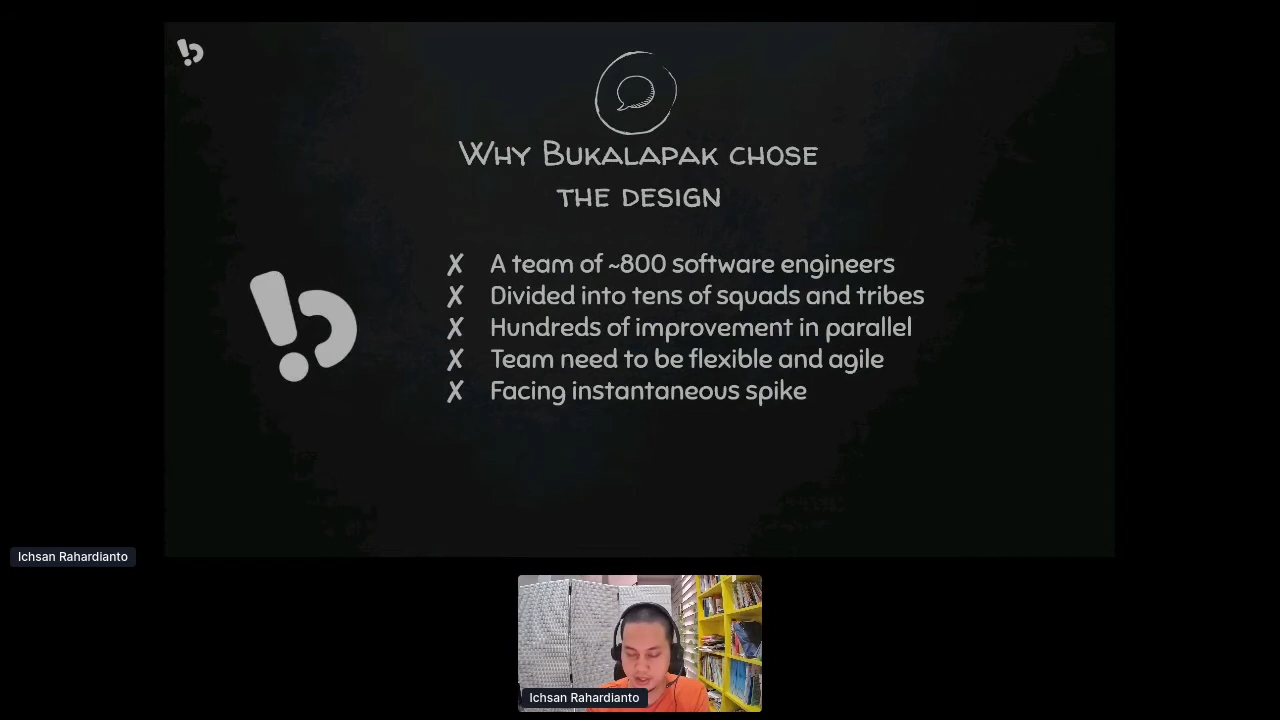 Why Bukalapak chose
the design
A team of ~800 software engineers
Divided into tens of squads and tribes
Hundreds of improvement in parallel
Team need to be flexible and agile
Facing instantaneous spike
Ichsan Rahardianto
Ichsan Rahardianto